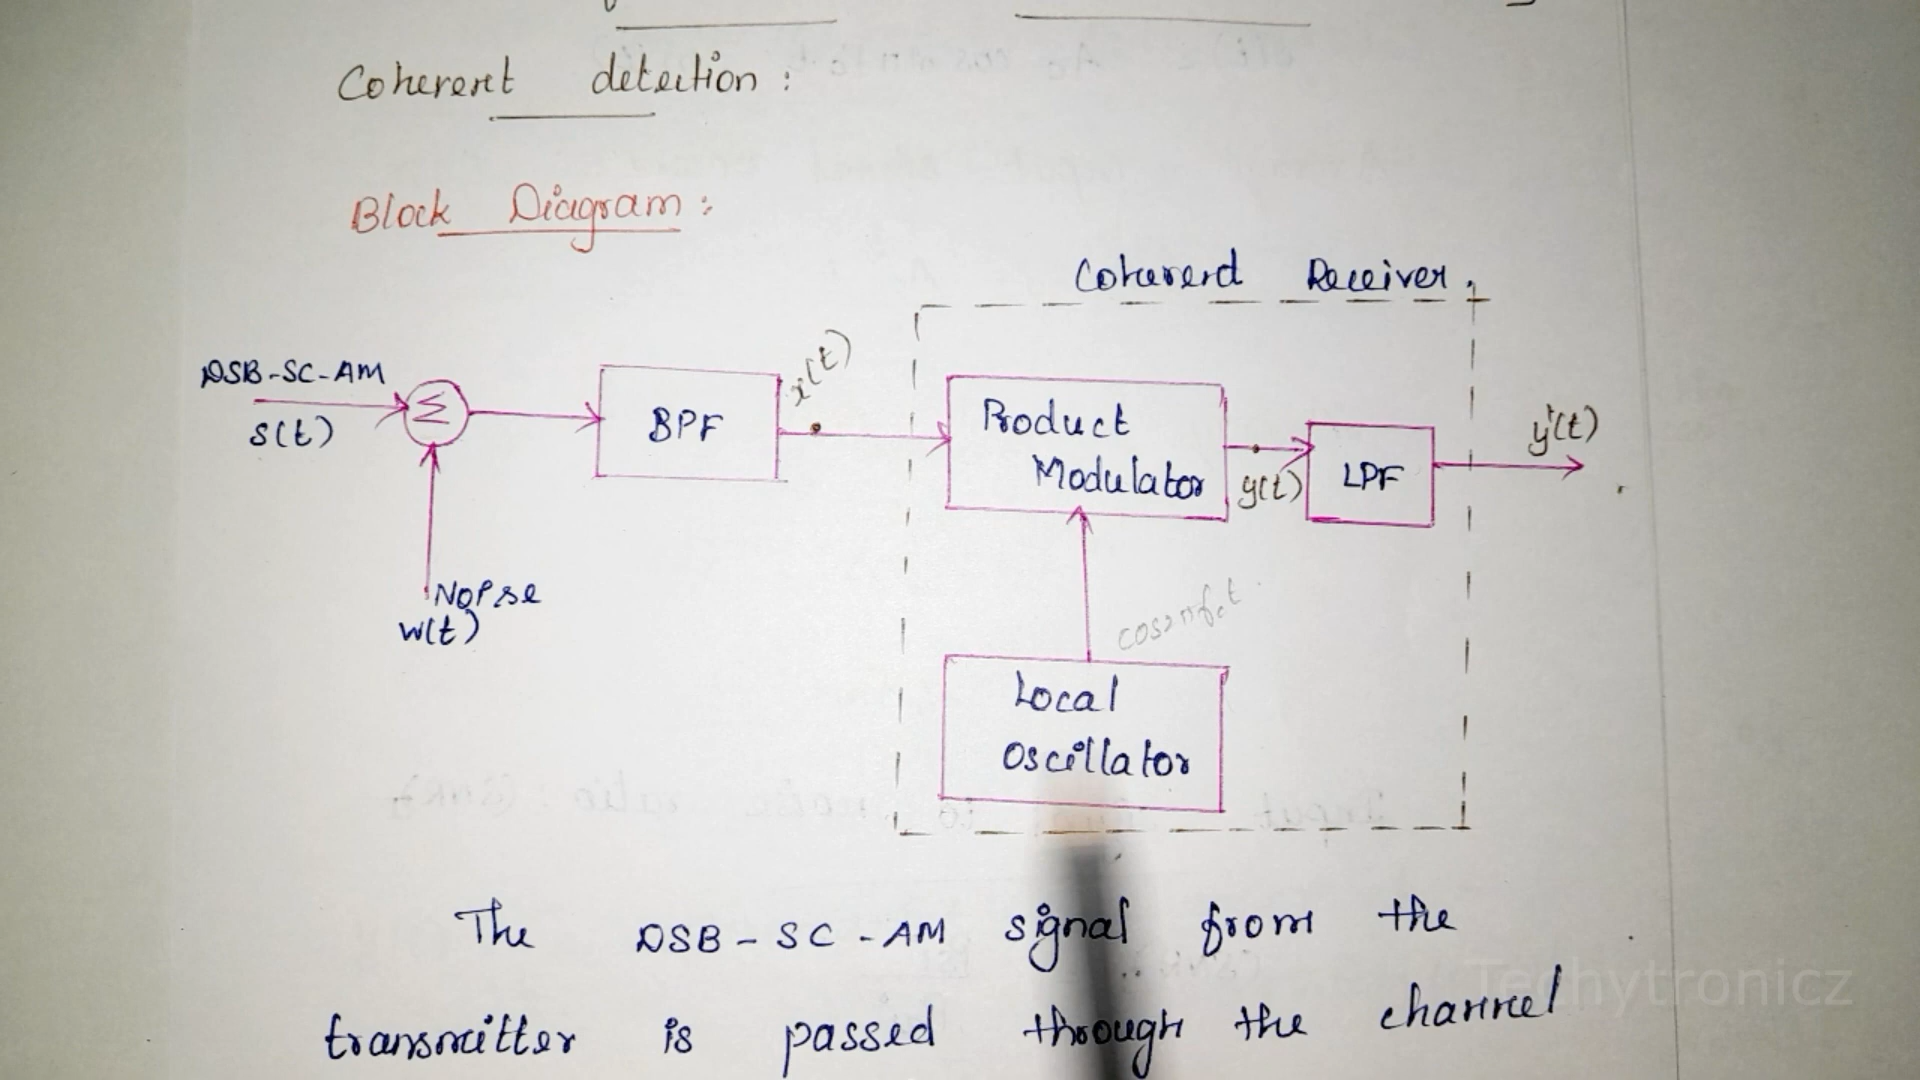 Coherent detection :
Block Diagram :
Coherend Receiver.
DSB-SC-AM
s(t)
Σ
BPF
x(t)
Product
Modulator
y(t)
LPF
y'(t)
Noise
w(t)
cos2πfct
Local
Oscillator
The DSB-SC-AM signal from the
transmitter is passed through the channel
Techytronicz